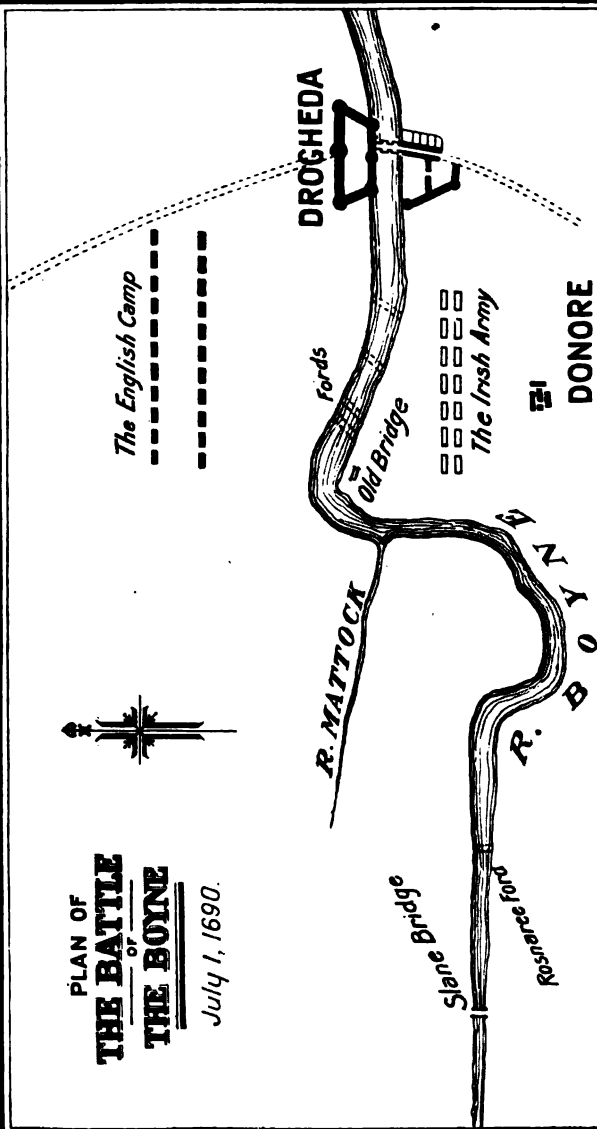 PLAN OF
THE BATTLE
OF
THE BOYNE
July 1, 1690.
N
The English Camp
DROGHEDA
Fords
Old Bridge
The Irish Army
DONORE
R. MATTOCK
R. BOYNE
Slane Bridge
Rosnaree Ford